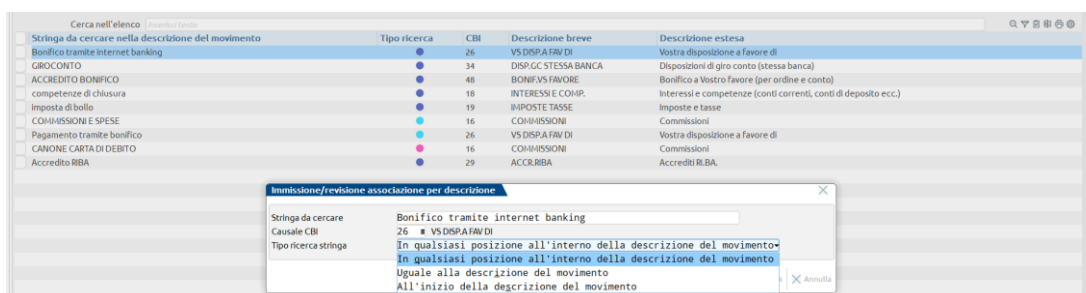 Cerca nell'elenco Inserisci testo
Stringa da cercare nella descrizione del movimento Tipo ricerca CBI Descrizione breve Descrizione estesa
Bonifico tramite internet banking 26 VS DISP.A FAV DI Vostra disposizione a favore di
GIROCONTO 34 DISP.GC STESSA BANCA Disposizioni di giro conto (stessa banca)
ACCREDITO BONIFICO 48 BONIF.VS FAVORE Bonifico a Vostro favore (per ordine e conto)
competenze di chiusura 18 INTERESSI E COMP. Interessi e competenze (conti correnti, conti di deposito ecc.)
imposta di bollo 19 IMPOSTE TASSE Imposte e tasse
COMMISSIONI E SPESE 16 COMMISSIONI Commissioni
Pagamento tramite bonifico 26 VS DISP.A FAV DI Vostra disposizione a favore di
CANONE CARTA DI DEBITO 16 COMMISSIONI Commissioni
Accredito RIBA 29 ACCR.RIBA Accrediti RI.BA.
Immissione/revisione associazione per descrizione
Stringa da cercare Bonifico tramite internet banking
Causale CBI 26 VS DISP.A FAV DI
Tipo ricerca stringa In qualsiasi posizione all'interno della descrizione del movimento
In qualsiasi posizione all'interno della descrizione del movimento
Uguale alla descrizione del movimento
All'inizio della descrizione del movimento
Annulla